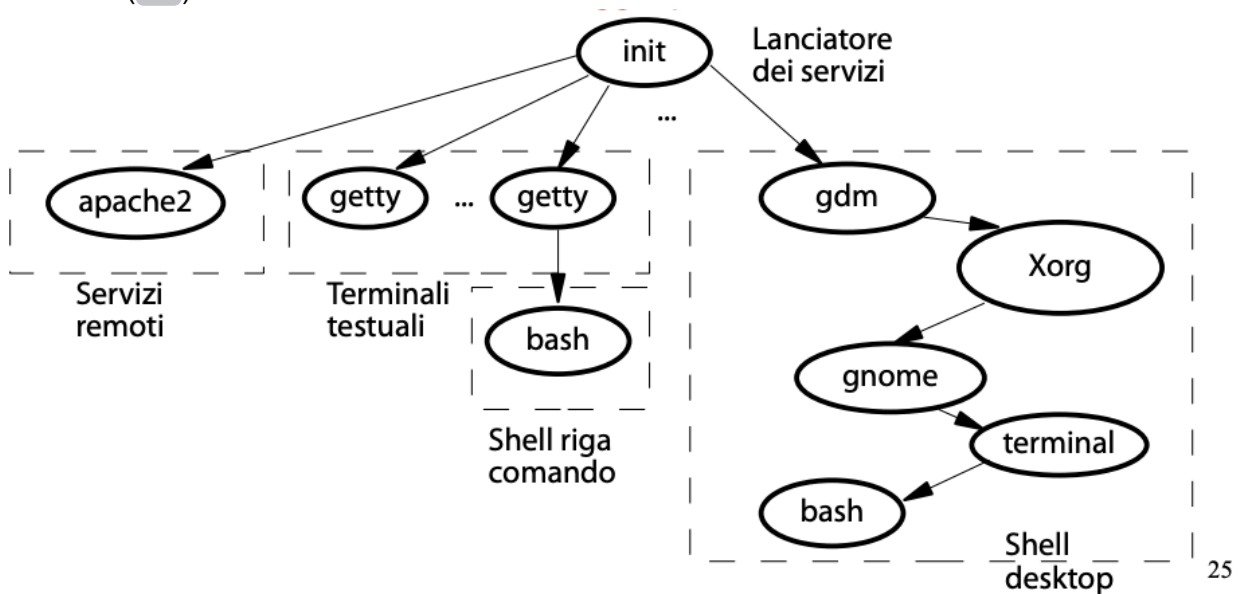 init
Lanciatore
dei servizi
...
apache2
getty
...
getty
gdm
Xorg
Servizi
remoti
Terminali
testuali
bash
gnome
Shell riga
comando
terminal
bash
Shell
desktop
25